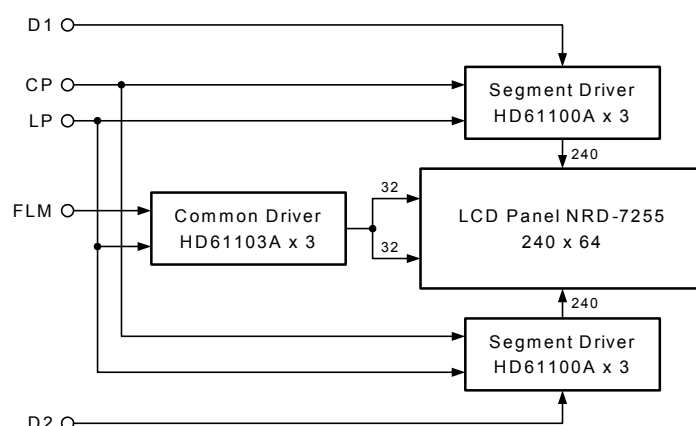 D1
CP
Segment Driver
HD61100A x 3
LP
240
32
FLM
Common Driver
HD61103A x 3
LCD Panel NRD-7255
240 x 64
32
240
Segment Driver
HD61100A x 3
D2